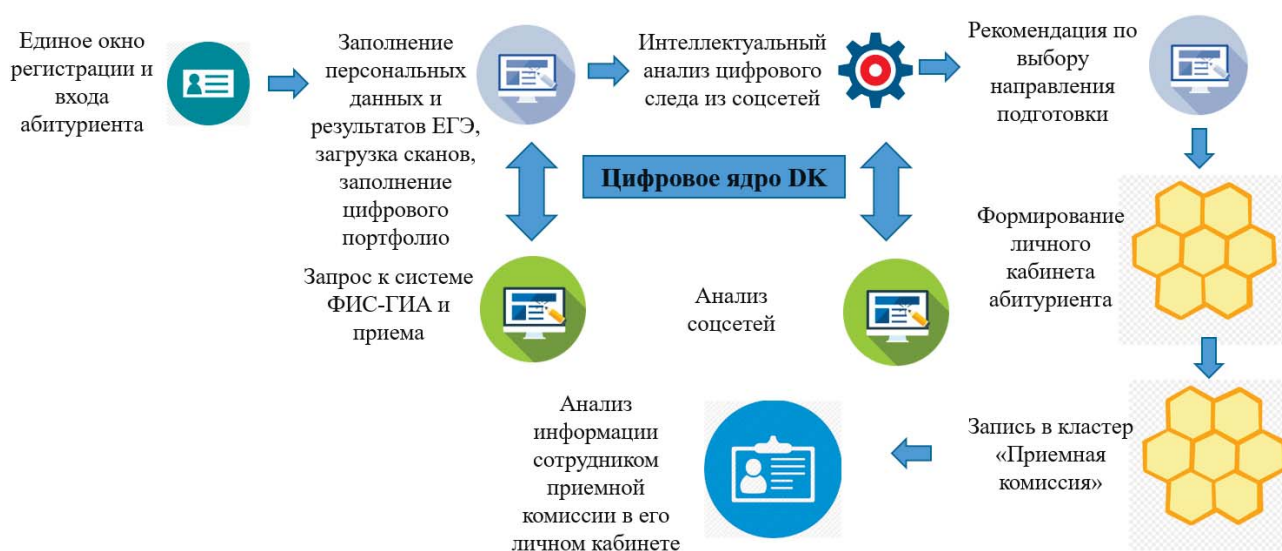 Единое окно
регистрации и
входа
абитуриента
Заполнение
персональных
данных и
результатов ЕГЭ,
загрузка сканов,
заполнение
цифрового
портфолио
Интеллектуальный
анализ цифрового
следа из соцсетей
Рекомендация по
выбору
направления
подготовки
Цифровое ядро DK
Запрос к системе
ФИС-ГИА и
приема
Анализ
соцсетей
Формирование
личного
кабинета
абитуриента
Запись в кластер
«Приемная
комиссия»
Анализ
информации
сотрудником
приемной
комиссии в его
личном кабинете